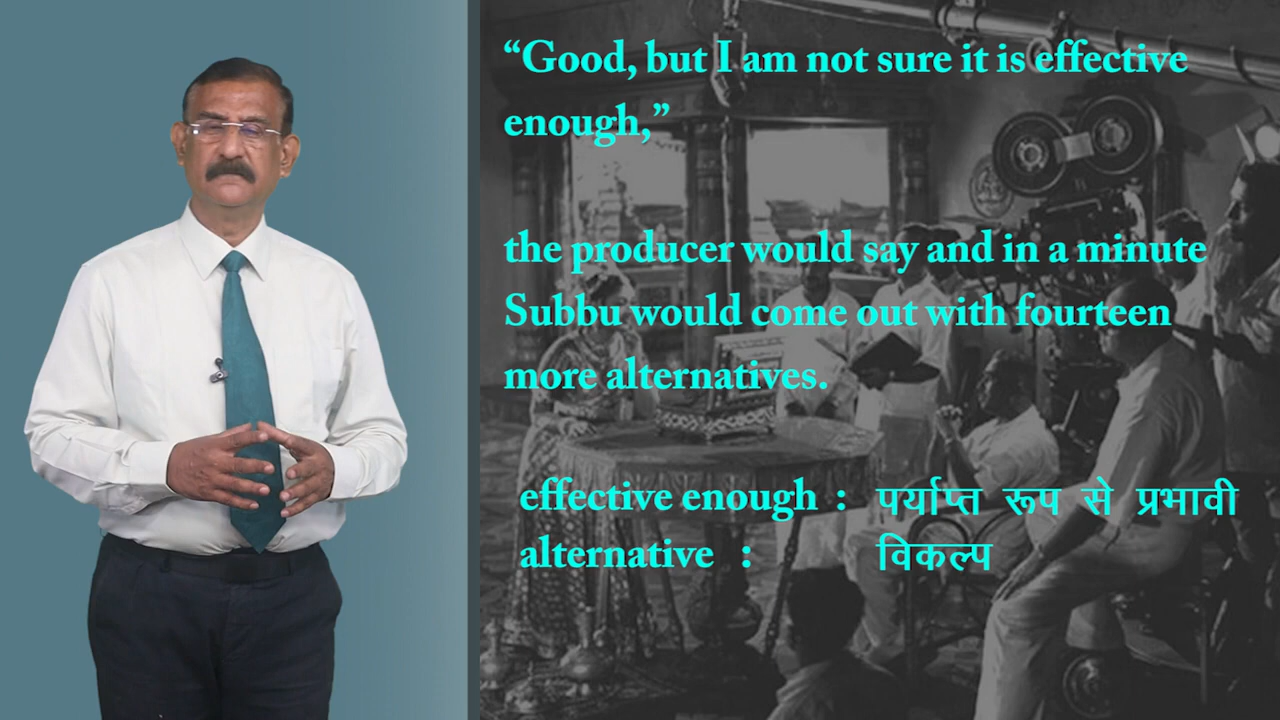 “Good, but I am not sure it is effective
enough,”
the producer would say and in a minute
Subbu would come out with fourteen
more alternatives.
effective enough : पर्याप्त रूप से प्रभावी
alternative : विकल्प